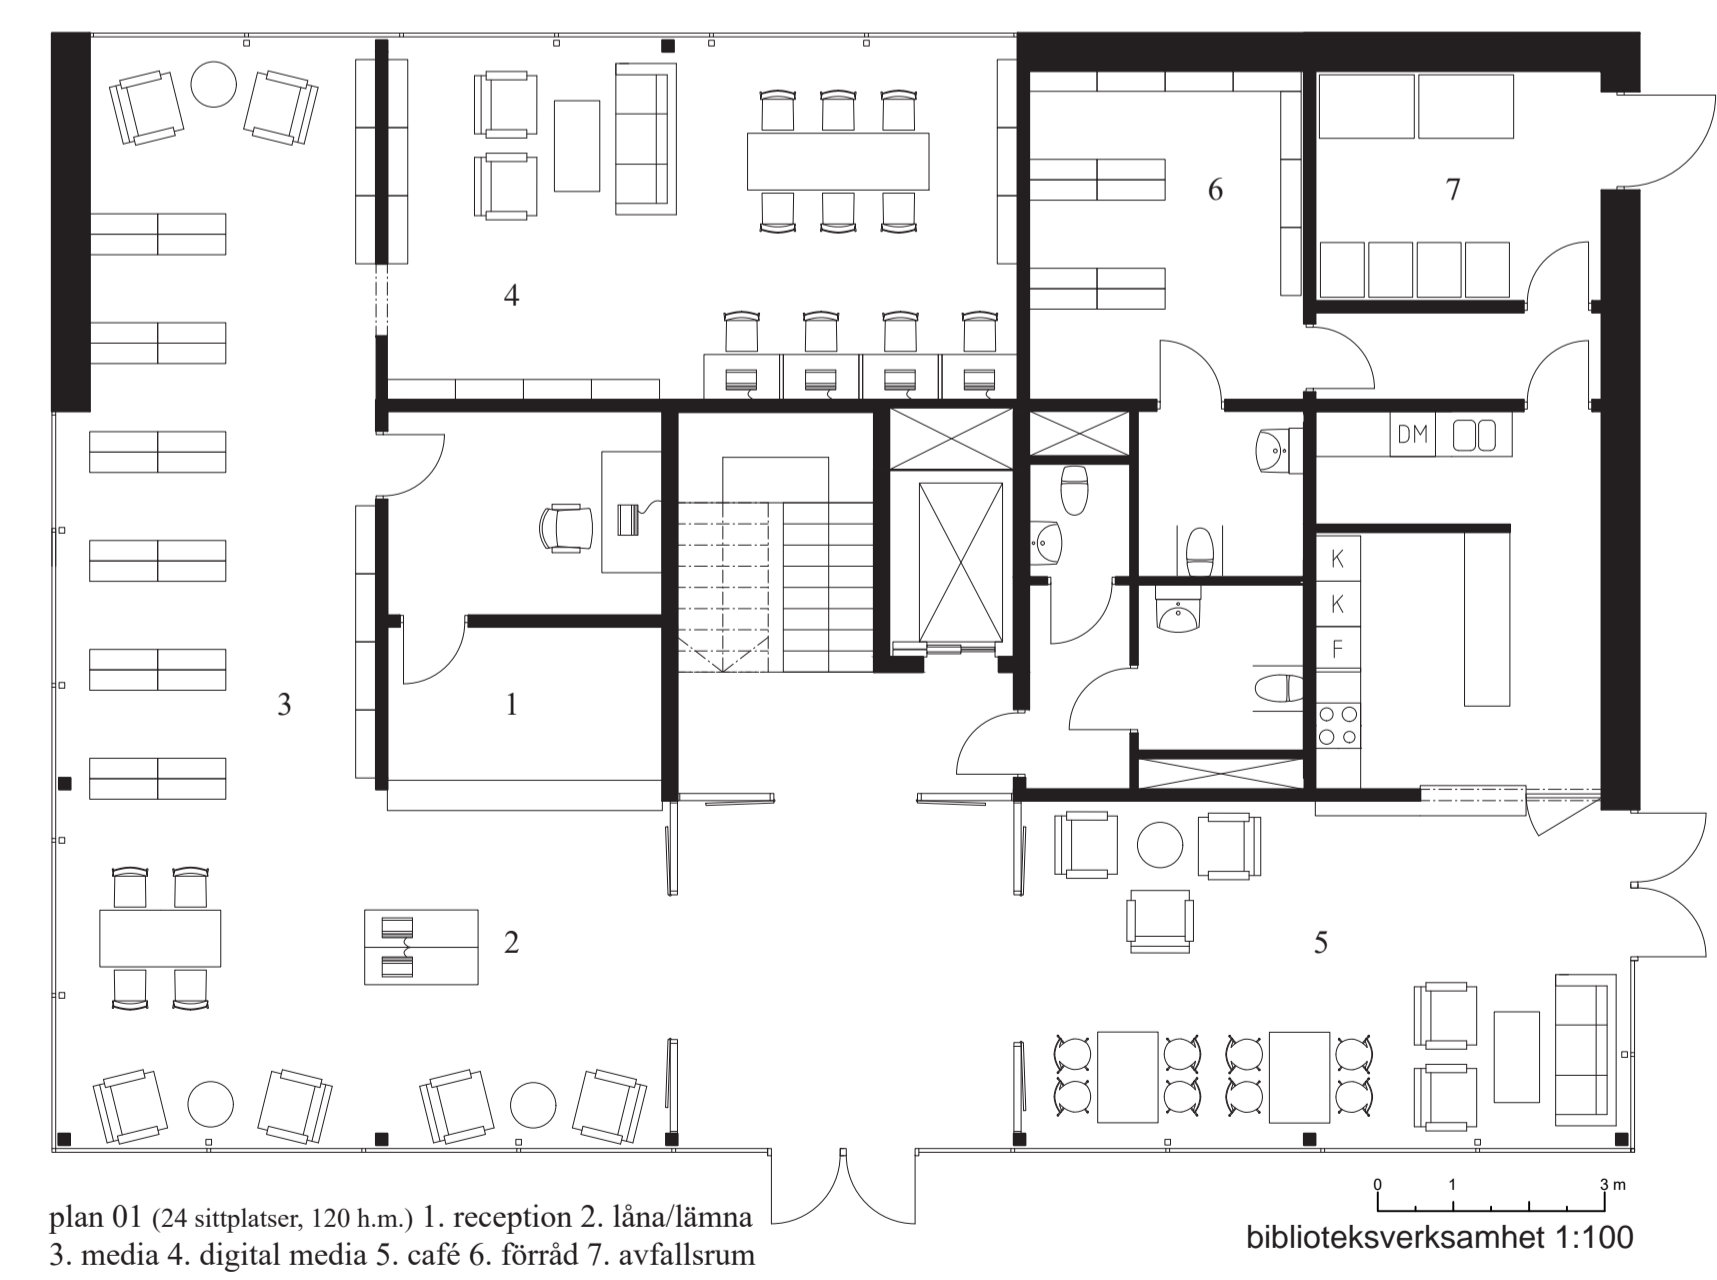 6
7
4
DM
K
K
F
3
1
2
5
0 1 3 m
plan 01 (24 sittplatser, 120 h.m.) 1. reception 2. låna/lämna
3. media 4. digital media 5. café 6. förråd 7. avfallsrum
biblioteksverksamhet 1:100